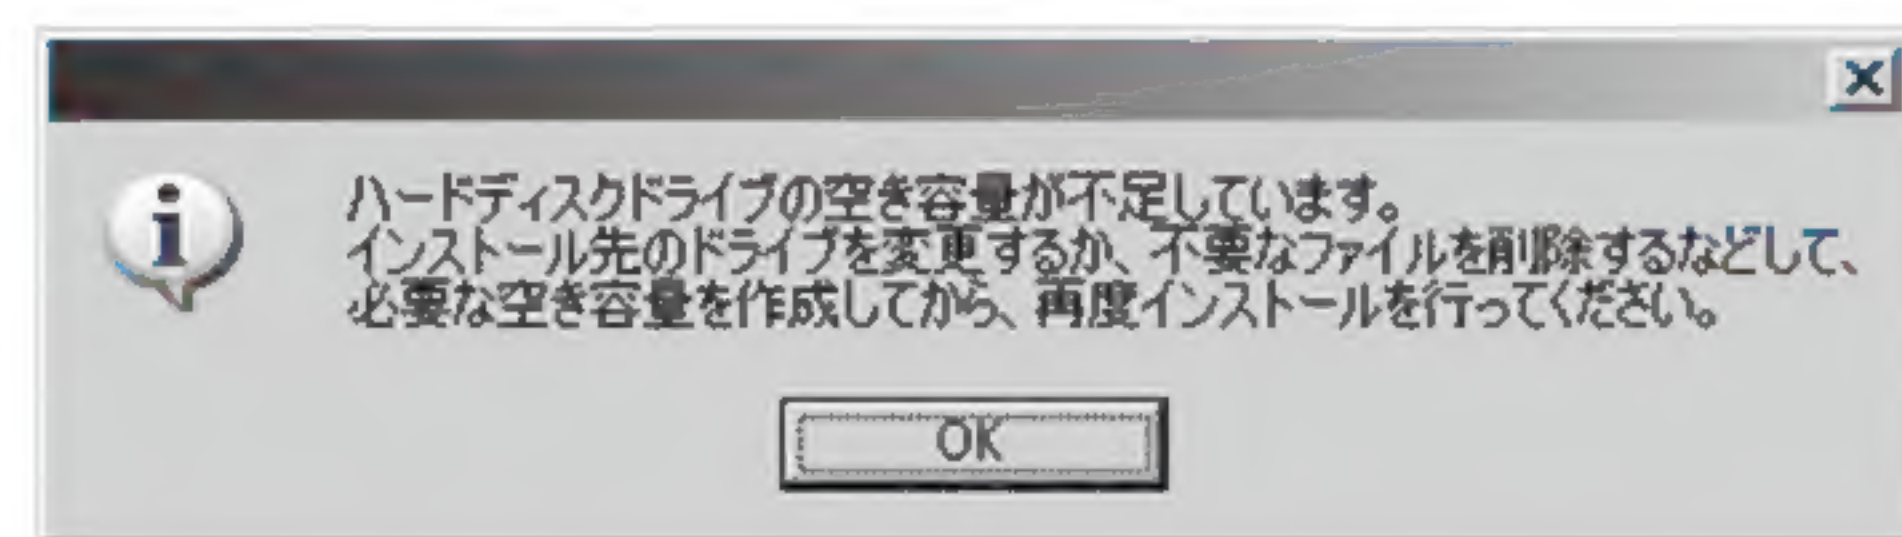 ハードディスクドライブの空き容量が不足しています。
インストール先のドライブを変更するか、不要なファイルを削除するなどして、
必要な空き容量を作成してから、再度インストールを行ってください。
OK